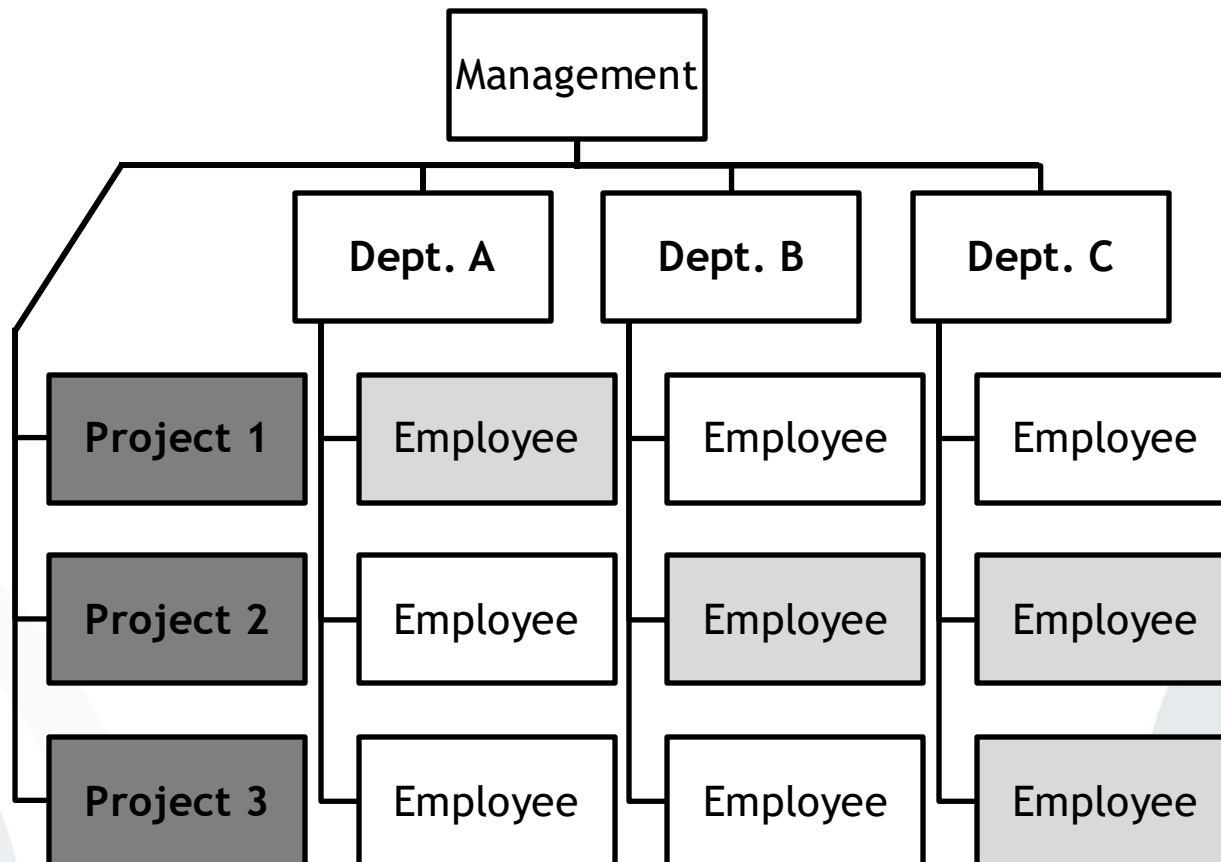 Management
Dept. A
Dept. B
Dept. C
Project 1
Employee
Employee
Employee
Project 2
Employee
Employee
Employee
Project 3
Employee
Employee
Employee